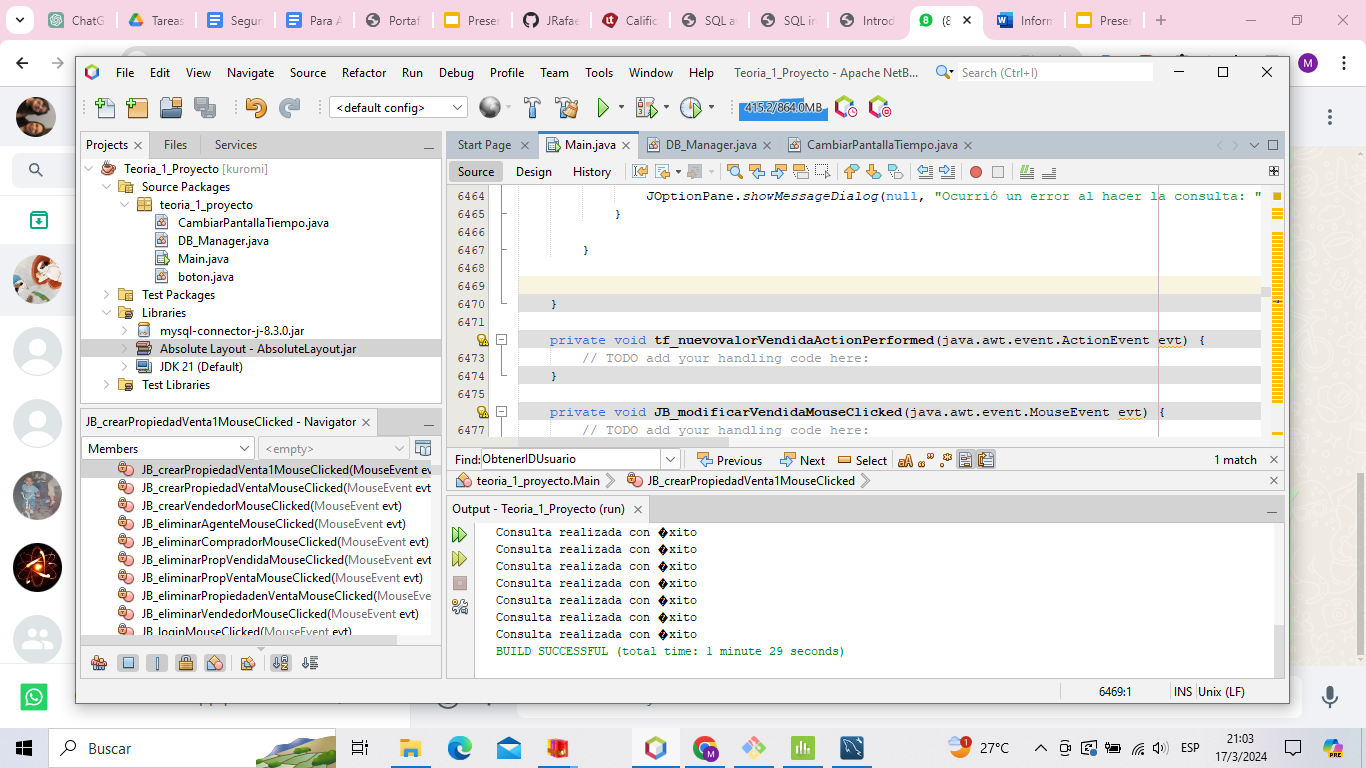 ChatG
Tareas
Segun
Para A
Portaf
Prese
JRafae
Calific
SQL a
SQL in
Introd
(8
Inform
Presen
M
File Edit View Navigate Source Refactor Run Debug Profile Team Tools Window Help
Teoria_1_Proyecto - Apache NetB...
Search (Ctrl+I)
<default config>
415.2/864.0MB
Projects Files Services
Start Page Main.java DB_Manager.java CambiarPantallaTiempo.java
Source Design History
Teoria_1_Proyecto [kuromi]
Source Packages
teoria_1_proyecto
CambiarPantallaTiempo.java
DB_Manager.java
Main.java
boton.java
Test Packages
Libraries
mysql-connector-j-8.3.0.jar
Absolute Layout - AbsoluteLayout.jar
JDK 21 (Default)
Test Libraries
6464 JOptionPane.showMessageDialog(null, "Ocurrió un error al hacer la consulta: "
6465 }
6466
6467 }
6468
6469
6470 }
6471
private void tf_nuevovalorVendidaActionPerformed(java.awt.event.ActionEvent evt) {
6473 // TODO add your handling code here:
6474 }
6475
private void JB_modificarVendidaMouseClicked(java.awt.event.MouseEvent evt) {
6477 // TODO add your handling code here:
Find: ObtenerIDUsuario Previous Next Select aA 1 match
teoria_1_proyecto.Main JB_crearPropiedadVenta1MouseClicked
JB_crearPropiedadVenta1MouseClicked - Navigator
Members <empty>
JB_crearPropiedadVenta1MouseClicked(MouseEvent ev
JB_crearPropiedadVentaMouseClicked(MouseEvent evt
JB_crearVendedorMouseClicked(MouseEvent evt)
JB_eliminarAgenteMouseClicked(MouseEvent evt)
JB_eliminarCompradorMouseClicked(MouseEvent evt)
JB_eliminarPropVendidaMouseClicked(MouseEvent evt
JB_eliminarPropVentaMouseClicked(MouseEvent evt)
JB_eliminarPropiedadenVentaMouseClicked(MouseEve
JB_eliminarVendedorMouseClicked(MouseEvent evt)
JB_loginMouseClicked(MouseEvent evt)
Output - Teoria_1_Proyecto (run)
Consulta realizada con �xito
Consulta realizada con �xito
Consulta realizada con �xito
Consulta realizada con �xito
Consulta realizada con �xito
Consulta realizada con �xito
Consulta realizada con �xito
BUILD SUCCESSFUL (total time: 1 minute 29 seconds)
6469:1 INS Unix (LF)
Buscar
M
1
27°C
ESP
21:03
17/3/2024
PRE